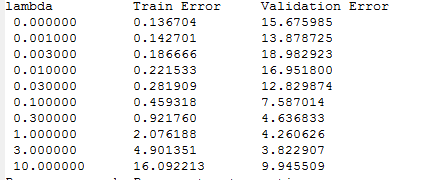 lambda Train Error Validation Error
0.000000 0.136704 15.675985
0.001000 0.142701 13.878725
0.003000 0.186666 18.982923
0.010000 0.221533 16.951800
0.030000 0.281909 12.829874
0.100000 0.459318 7.587014
0.300000 0.921760 4.636833
1.000000 2.076188 4.260626
3.000000 4.901351 3.822907
10.000000 16.092213 9.945509